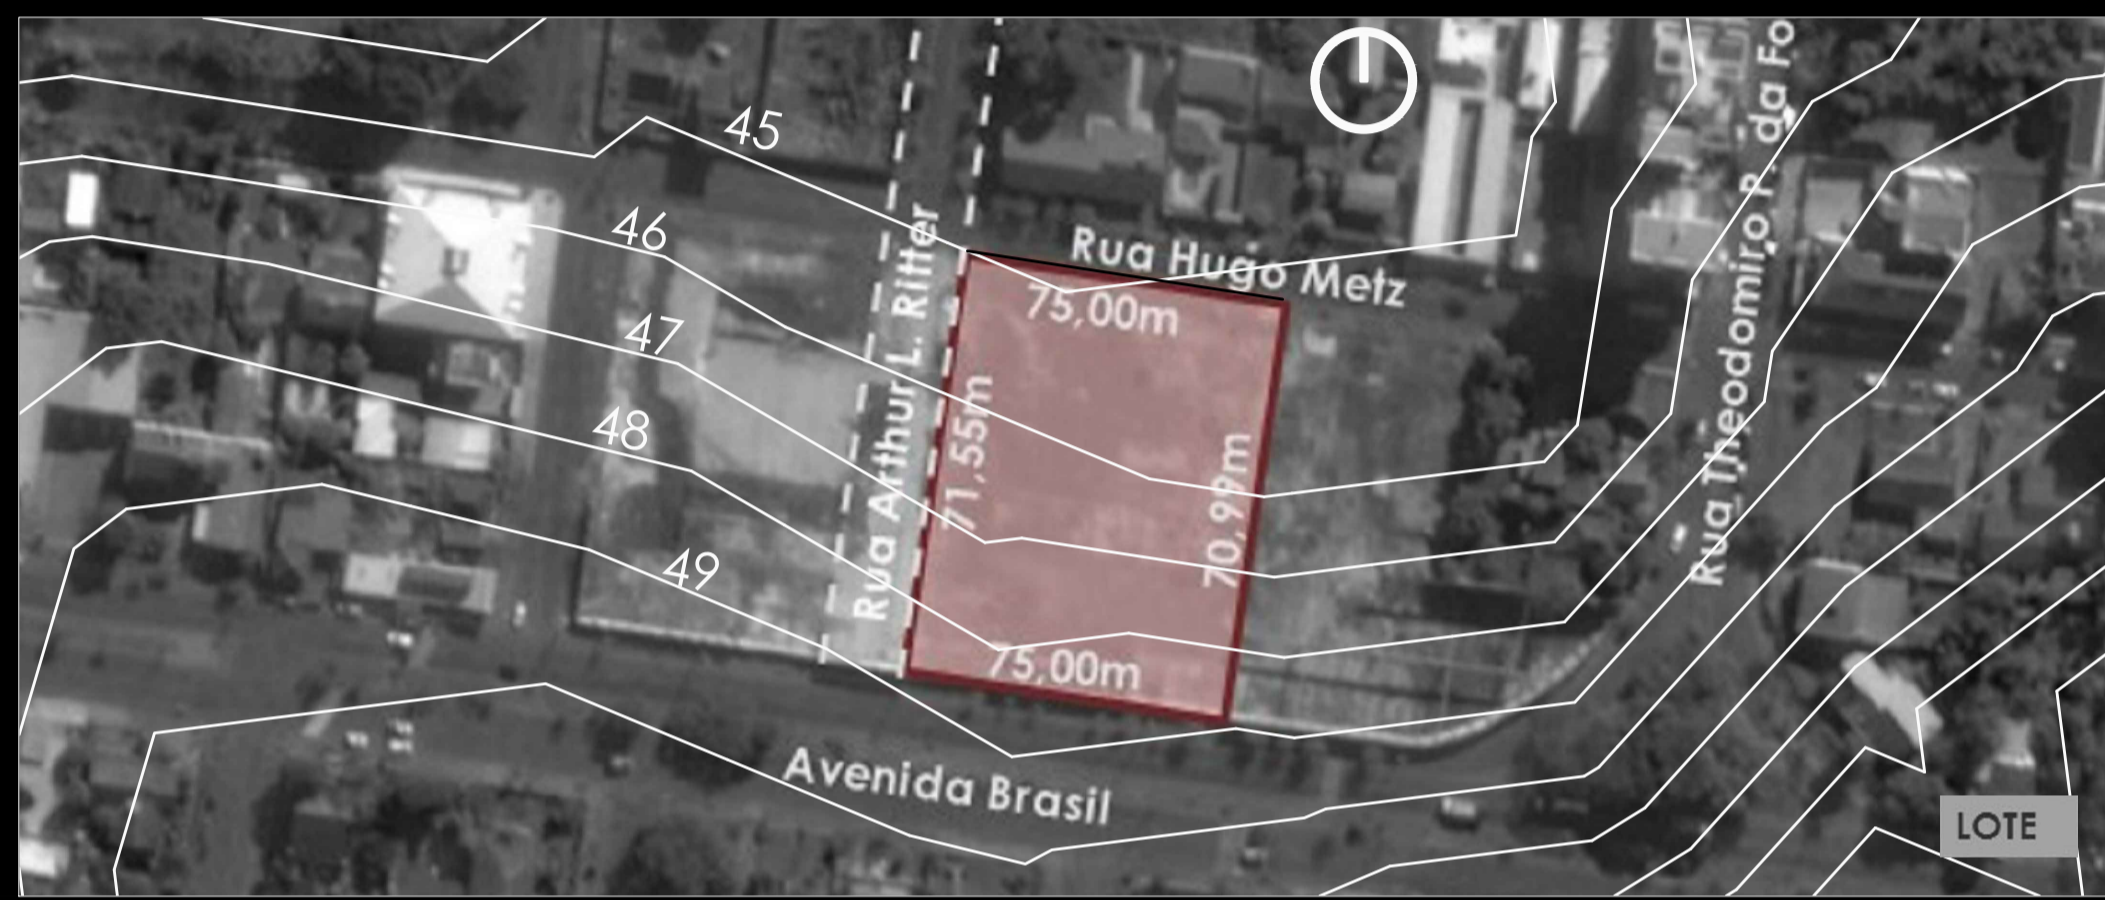 45
46
47
48
49
Rua Arthur L. Ritter
Rua Hugo Metz
75,00m
71,55m
70,99m
75,00m
Avenida Brasil
Rua Theodomiro P. da Fo
LOTE